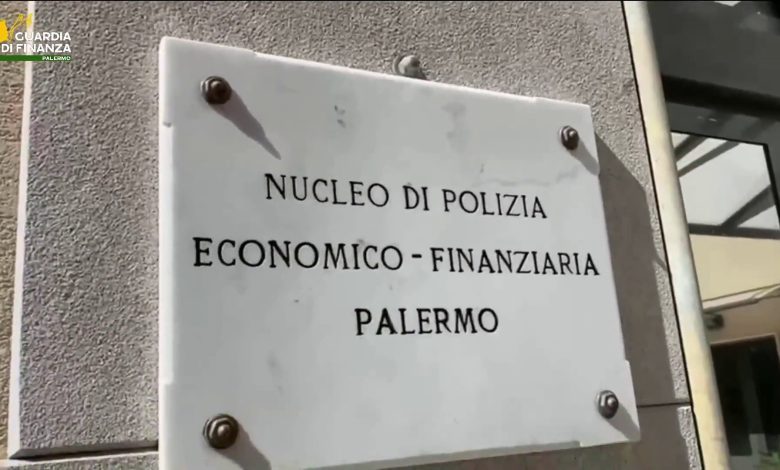 GUARDIA
DI FINANZA
PALERMO
NUCLEO DI POLIZIA
ECONOMICO - FINANZIARIA
PALERMO